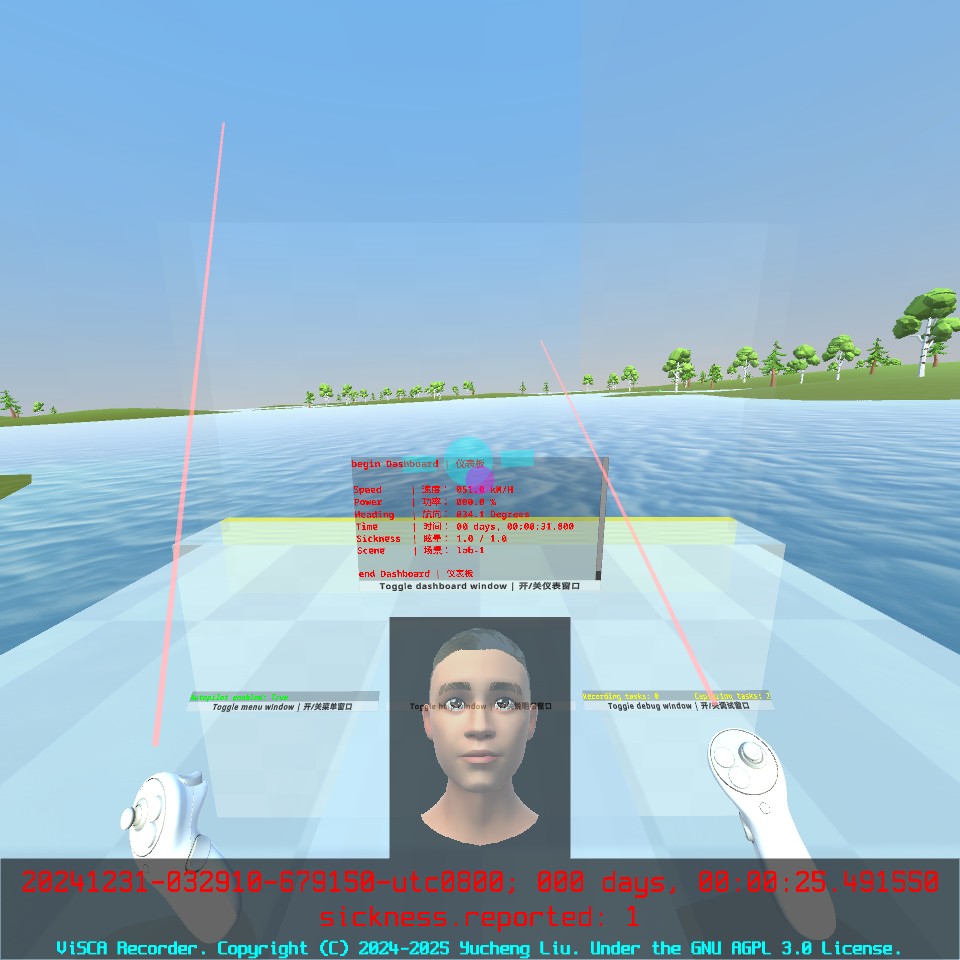 begin Dashboard | 仪表板
Speed | 速度: 051.0 KM/H
Power | 功率: 080.0 %
Heading | 航向: 034.1 Degrees
Time | 时间: 00 days, 00:00:31.800
Sickness | 眩晕: 1.0 / 1.0
Scene | 场景: lab-1
end Dashboard | 仪表板
Toggle dashboard window | 开/关仪表窗口
Autopilot enabled: True
Toggle menu window | 开/关菜单窗口
Recording tasks: 0 Capturing tasks: 2
Toggle debug window | 开/关调试窗口
20241231-032910-679150-utc0800; 000 days, 00:00:25.491550
sickness.reported: 1
ViSCA Recorder. Copyright (C) 2024-2025 Yucheng Liu. Under the GNU AGPL 3.0 License.